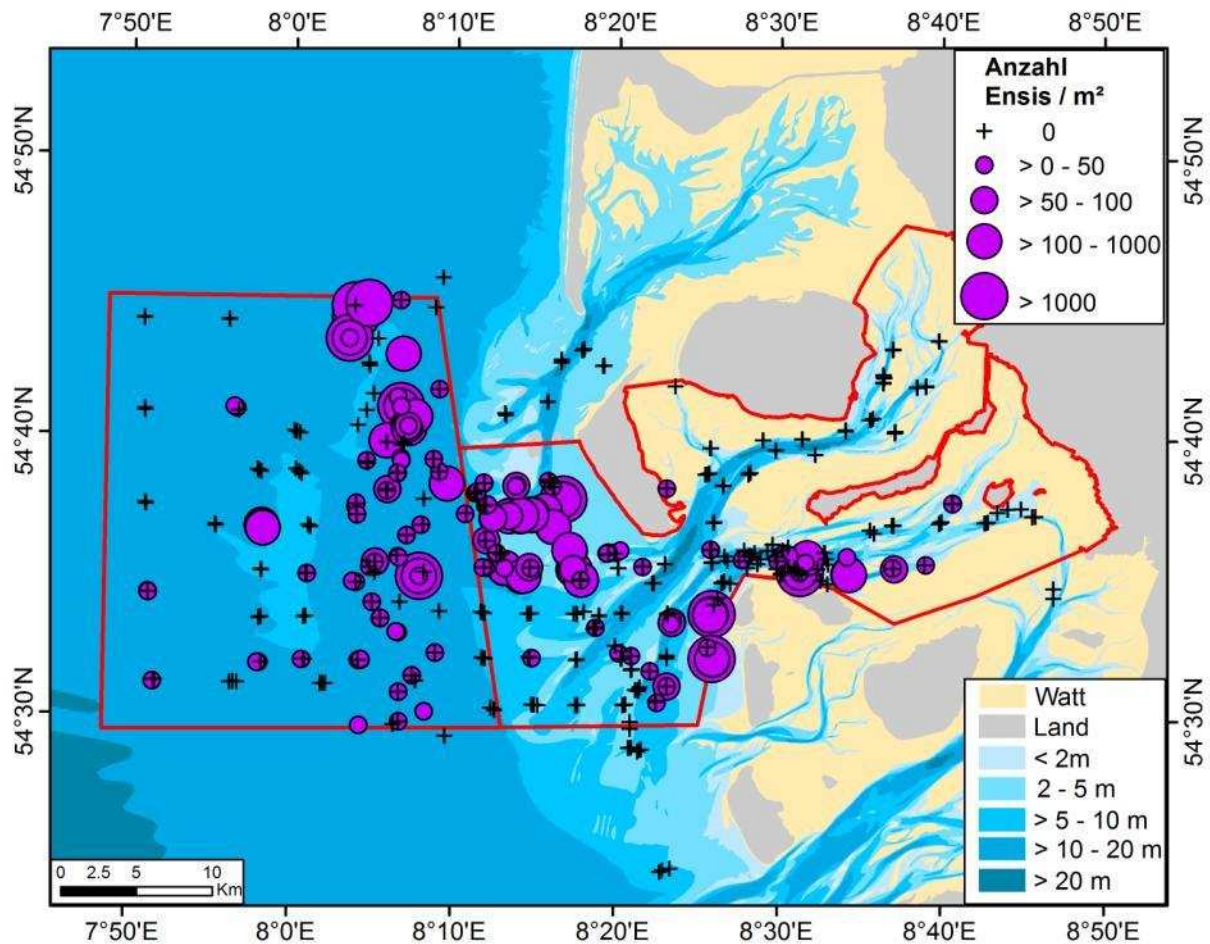 7°50'E 8°0'E 8°10'E 8°20'E 8°30'E 8°40'E 8°50'E
Anzahl
Ensis / m²
0
> 0 - 50
> 50 - 100
> 100 - 1000
> 1000
54°50'N
54°50'N
54°40'N
54°40'N
54°30'N
54°30'N
Watt
Land
< 2m
2 - 5 m
> 5 - 10 m
> 10 - 20 m
> 20 m
0 2.5 5 10
Km
7°50'E 8°0'E 8°10'E 8°20'E 8°30'E 8°40'E 8°50'E